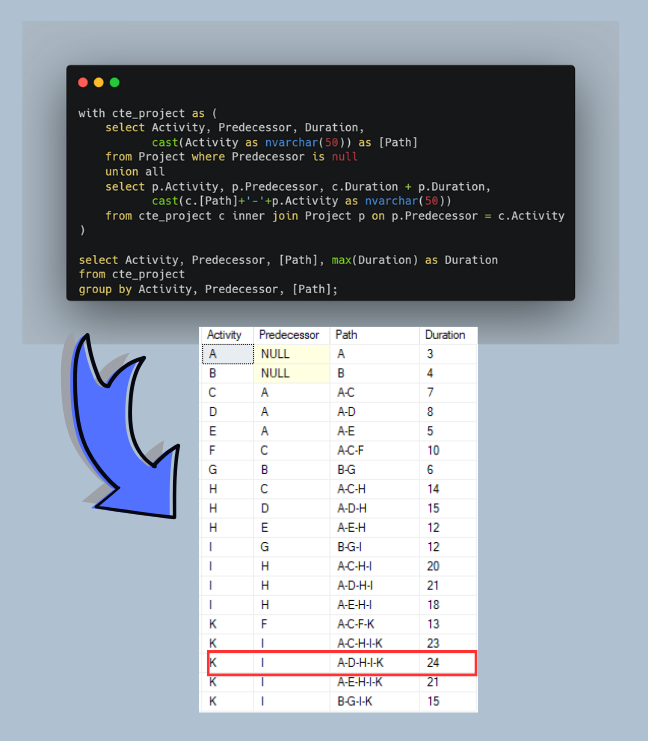 with cte_project as (
select Activity, Predecessor, Duration,
cast(Activity as nvarchar(50)) as [Path]
from Project where Predecessor is null
union all
select p.Activity, p.Predecessor, c.Duration + p.Duration,
cast(c.[Path]+'-'+p.Activity as nvarchar(50))
from cte_project c inner join Project p on p.Predecessor = c.Activity
)
select Activity, Predecessor, [Path], max(Duration) as Duration
from cte_project
group by Activity, Predecessor, [Path];
Activity Predecessor Path Duration
A NULL A 3
B NULL B 4
C A A-C 7
D A A-D 8
E A A-E 5
F C A-C-F 10
G B B-G 6
H C A-C-H 14
H D A-D-H 15
H E A-E-H 12
I G B-G-I 12
I H A-C-H-I 20
I H A-D-H-I 21
I H A-E-H-I 18
K F A-C-F-K 13
K I A-C-H-I-K 23
K I A-D-H-I-K 24
K I A-E-H-I-K 21
K I B-G-I-K 15